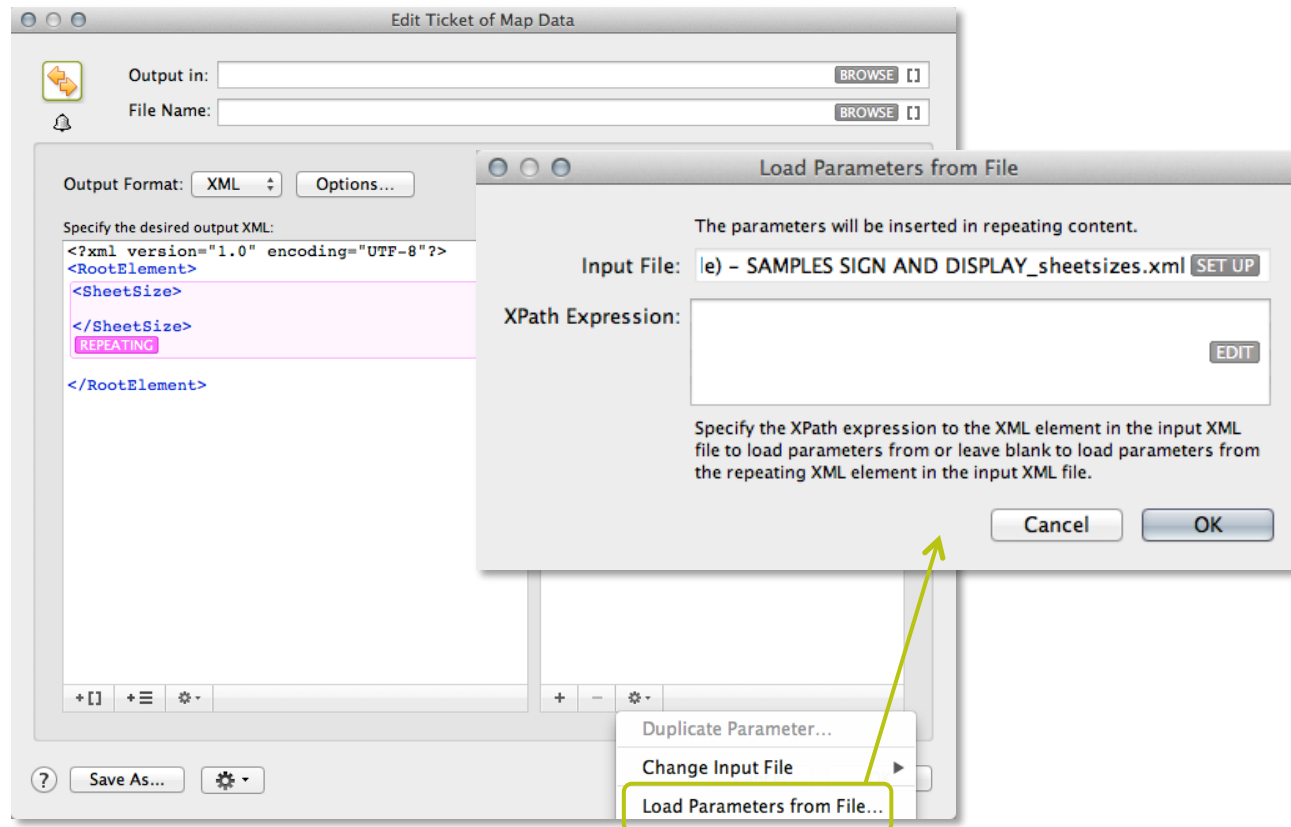 Edit Ticket of Map Data
Output in:
BROWSE []
File Name:
BROWSE []
Output Format: XML Options...
Specify the desired output XML:
<?xml version="1.0" encoding="UTF-8"?>
<RootElement>
<SheetSize>
</SheetSize>
REPEATING
</RootElement>
+[] +
+ −
? Save As...
Duplicate Parameter...
Change Input File
Load Parameters from File...
Load Parameters from File
The parameters will be inserted in repeating content.
Input File: le) – SAMPLES SIGN AND DISPLAY_sheetsizes.xml SET UP
XPath Expression:
EDIT
Specify the XPath expression to the XML element in the input XML
file to load parameters from or leave blank to load parameters from
the repeating XML element in the input XML file.
Cancel OK